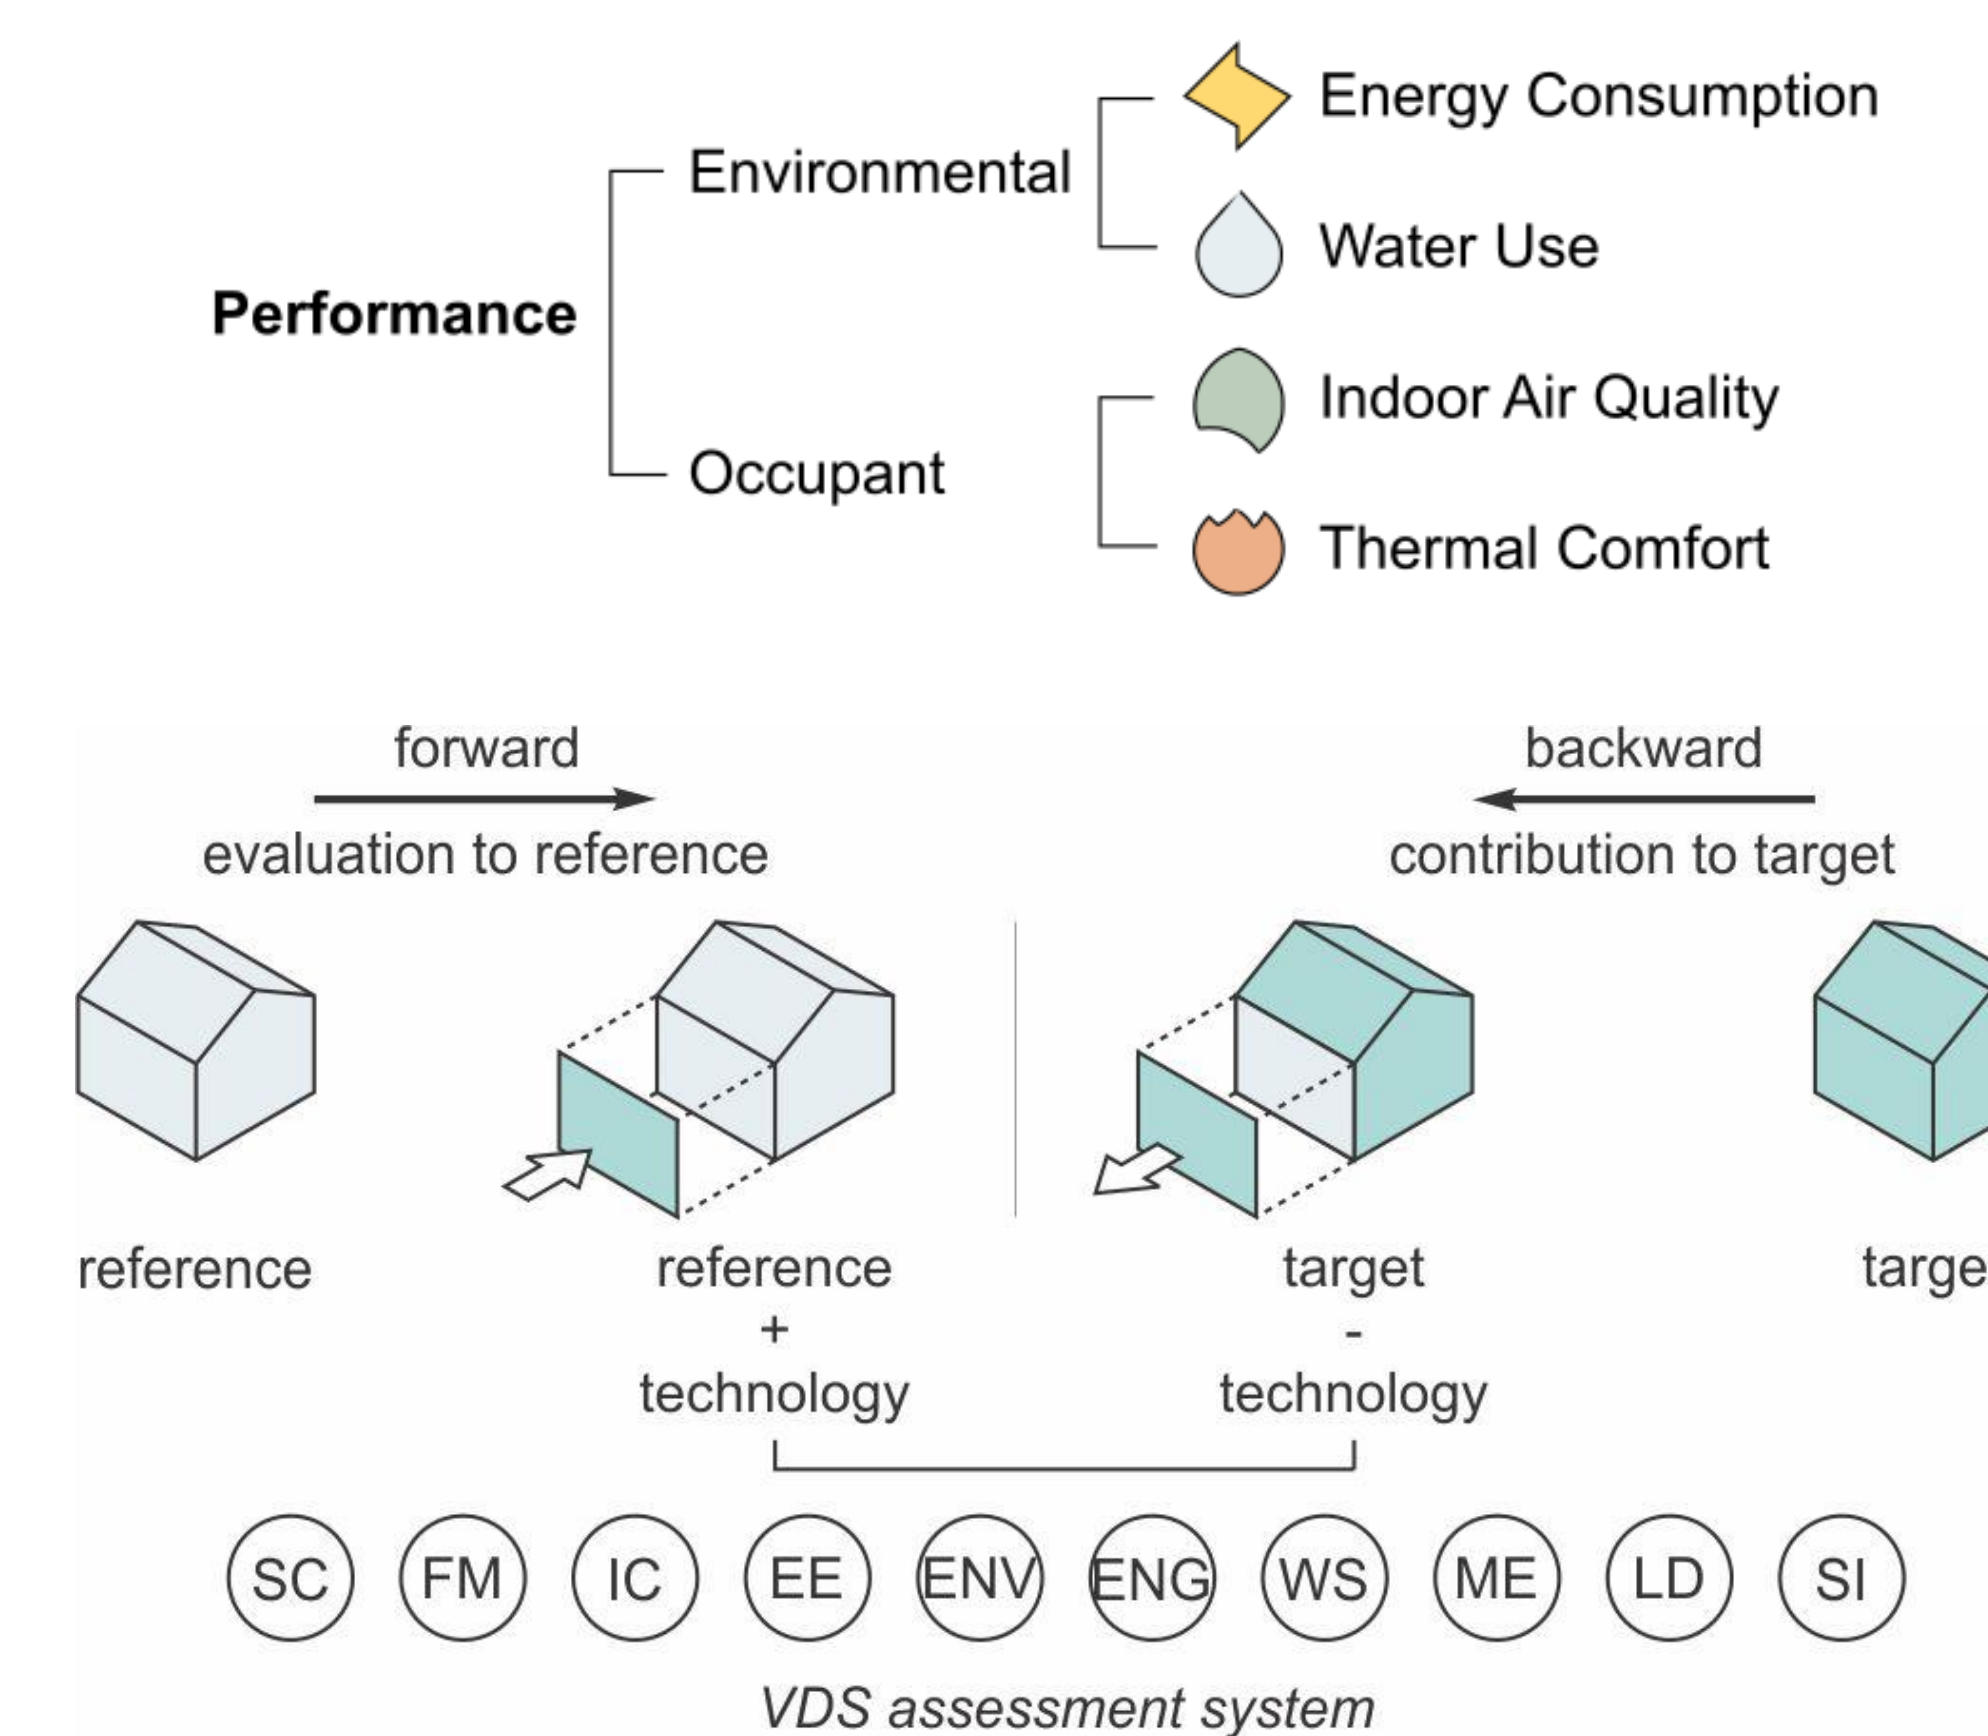 Performance
Environmental
Energy Consumption
Water Use
Occupant
Indoor Air Quality
Thermal Comfort
forward
evaluation to reference
backward
contribution to target
reference
reference
+
technology
target
-
technology
targe
SC FM IC EE ENV ENG WS ME LD SI
VDS assessment system